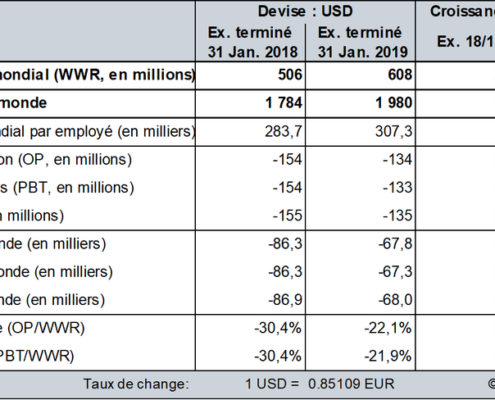 Devise : USD Croissance
Ex. terminé Ex. terminé
31 Jan. 2018 31 Jan. 2019 Ex. 18/1
mondial (WWR, en millions) 506 608
monde 1 784 1 980
ndial par employé (en milliers) 283,7 307,3
on (OP, en millions) -154 -134
s (PBT, en millions) -154 -133
n millions) -155 -135
nde (en milliers) -86,3 -67,8
onde (en milliers) -86,3 -67,3
nde (en milliers) -86,9 -68,0
e (OP/WWR) -30,4% -22,1%
PBT/WWR) -30,4% -21,9%
Taux de change: 1 USD = 0.85109 EUR ©